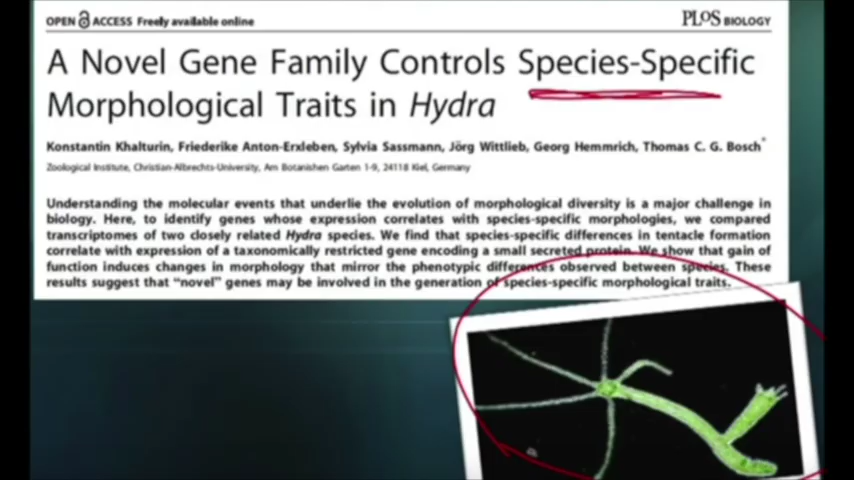 OPEN ACCESS Freely available online
PLoS BIOLOGY
A Novel Gene Family Controls Species-Specific
Morphological Traits in Hydra
Konstantin Khalturin, Friederike Anton-Erxleben, Sylvia Sassmann, Jörg Wittlieb, Georg Hemmrich, Thomas C. G. Bosch*
Zoological Institute, Christian-Albrechts-University, Am Botanishen Garten 1-9, 24118 Kiel, Germany
Understanding the molecular events that underlie the evolution of morphological diversity is a major challenge in
biology. Here, to identify genes whose expression correlates with species-specific morphologies, we compared
transcriptomes of two closely related Hydra species. We find that species-specific differences in tentacle formation
correlate with expression of a taxonomically restricted gene encoding a small secreted protein. We show that gain of
function induces changes in morphology that mirror the phenotypic differences observed between species. These
results suggest that “novel” genes may be involved in the generation of species-specific morphological traits.